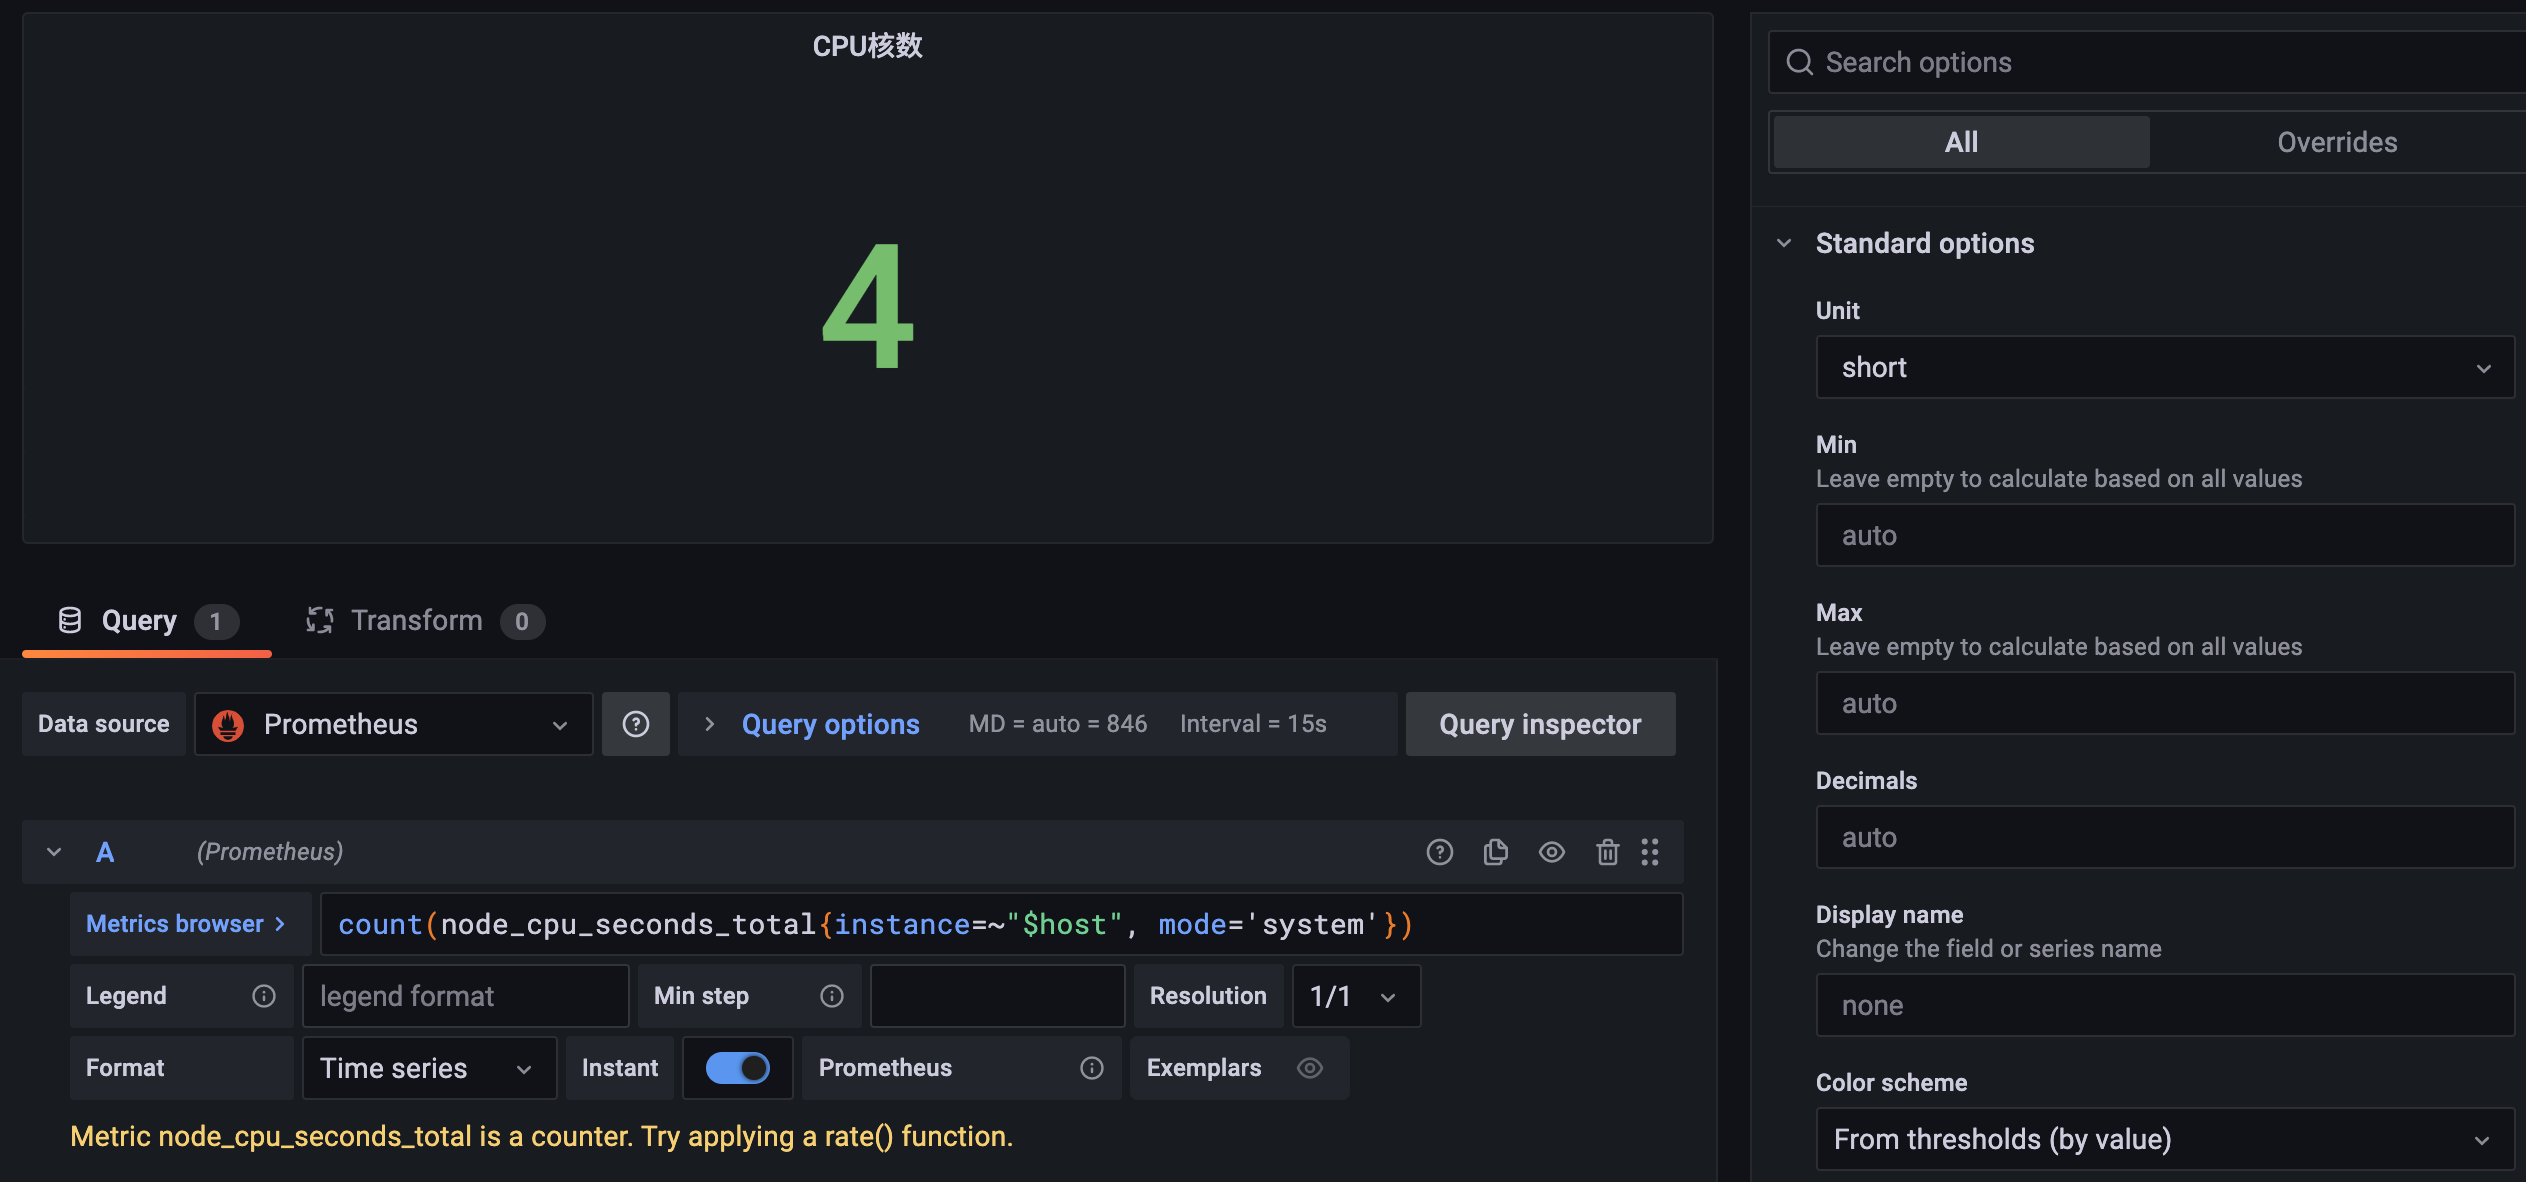 CPU核数
4
Query 1 Transform 0
Data source Prometheus Query options MD = auto = 846 Interval = 15s Query inspector
A (Prometheus)
Metrics browser count(node_cpu_seconds_total{instance=~"$host", mode='system'})
Legend legend format Min step Resolution 1/1
Format Time series Instant Prometheus Exemplars
Metric node_cpu_seconds_total is a counter. Try applying a rate() function.
Search options
All Overrides
Standard options
Unit
short
Min
Leave empty to calculate based on all values
auto
Max
Leave empty to calculate based on all values
auto
Decimals
auto
Display name
Change the field or series name
none
Color scheme
From thresholds (by value)